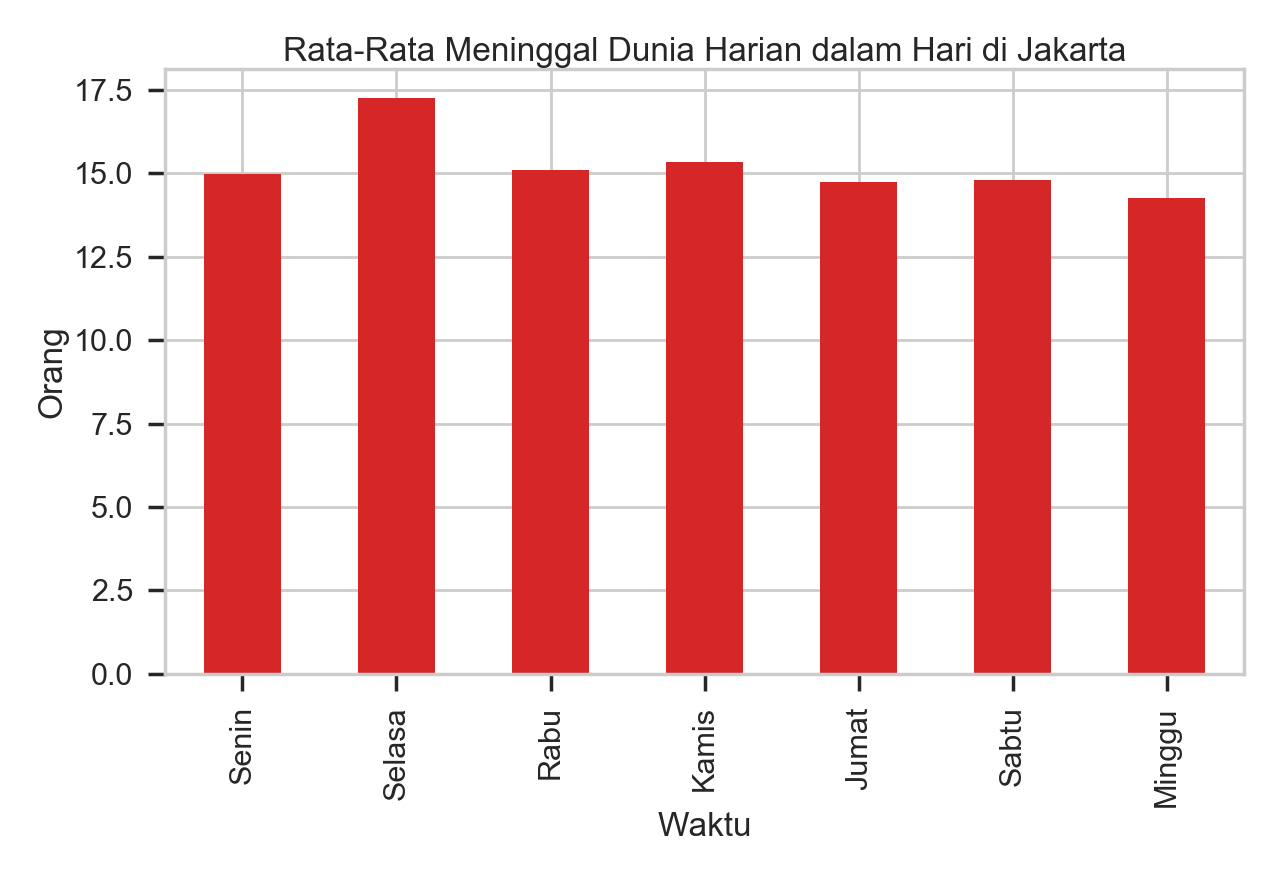 Rata-Rata Meninggal Dunia Harian dalam Hari di Jakarta
17.5
15.0
12.5
10.0
7.5
5.0
2.5
0.0
Orang
Senin
Selasa
Rabu
Kamis
Jumat
Sabtu
Minggu
Waktu